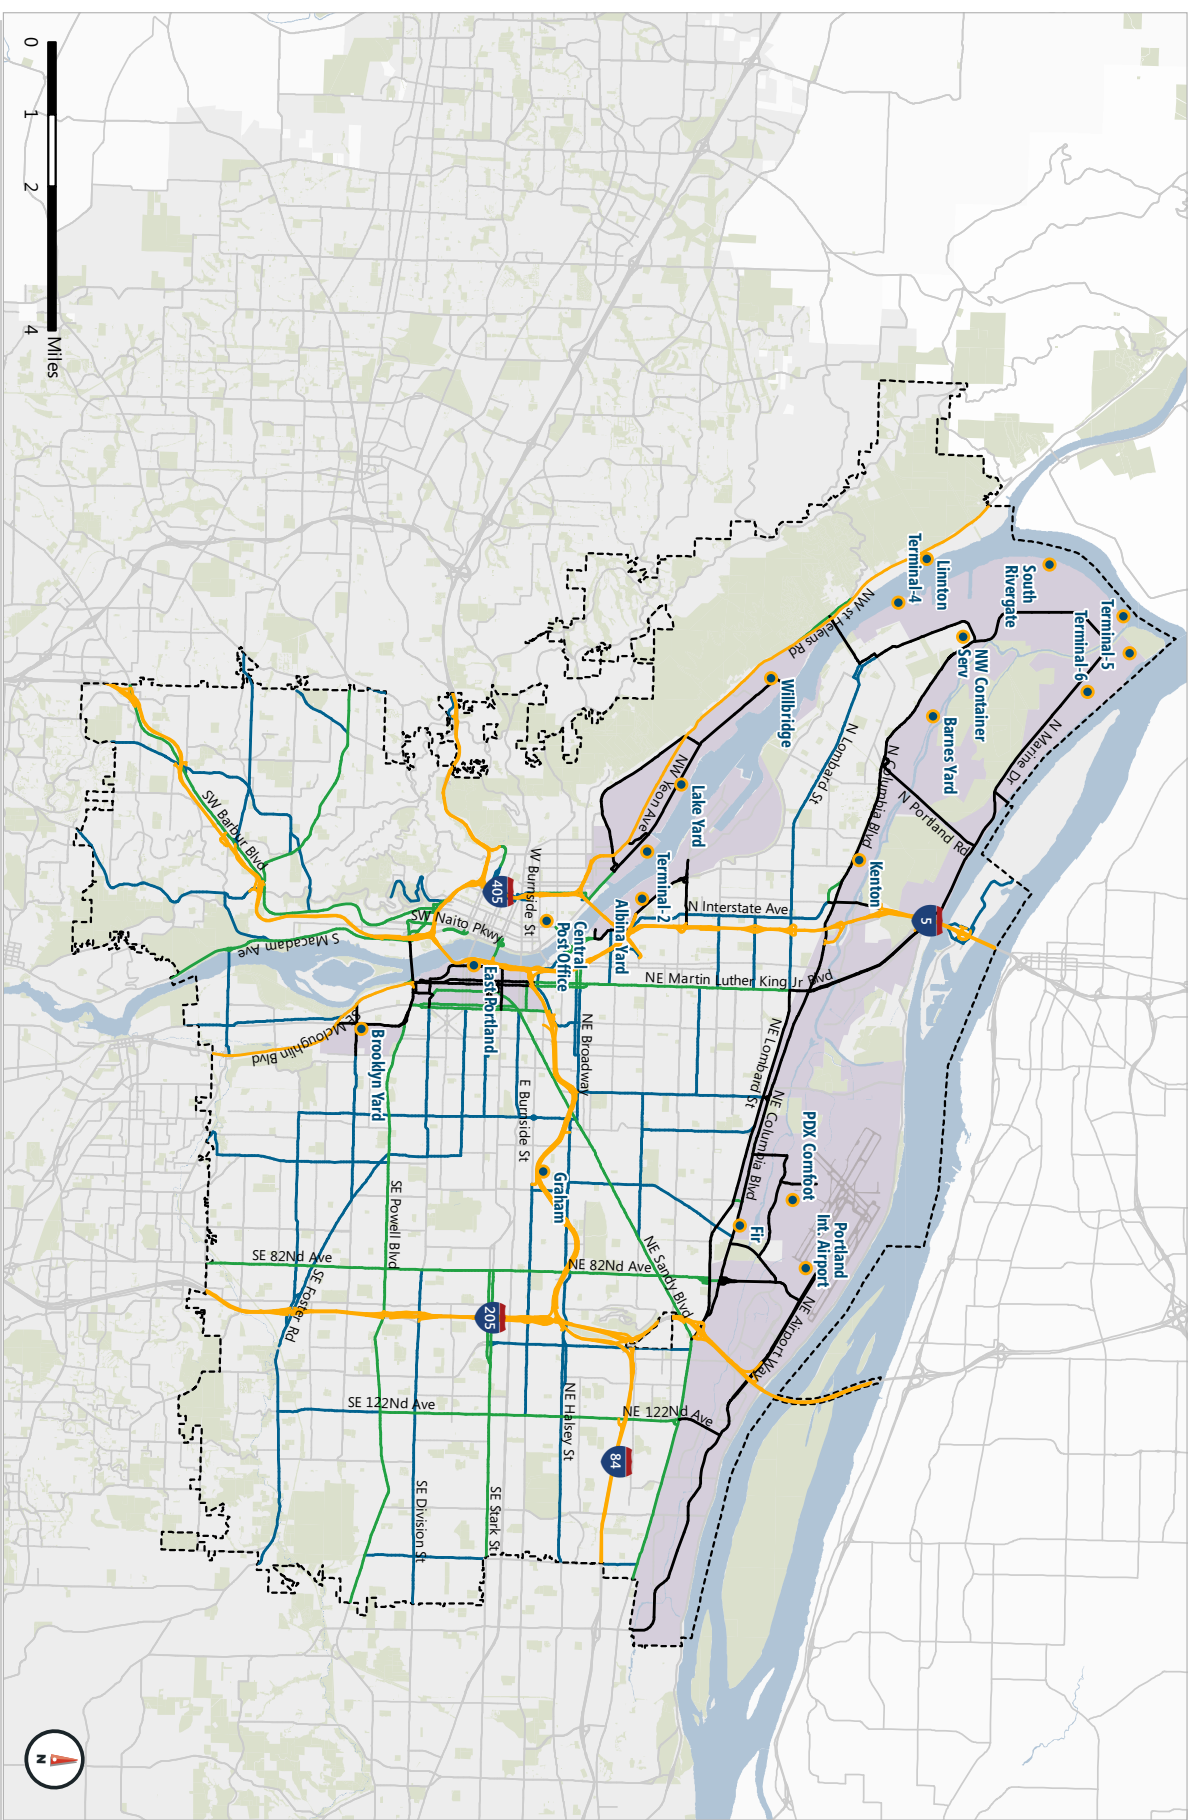 Terminal-5
Terminal-6
South
Rivergate
NW Container
Serv
Barnes Yard
Linnton
Terminal-4
N Marine Dr
N Portland Rd
N Columbia Blvd
N Lombard St
NW st Helens Rd
Willbridge
Kenton
NW Yeon Ave
Lake Yard
Terminal-2
Albina Yard
N Interstate Ave
5
NE Martin Luther King Jr Blvd
NE Lombard St
NE Columbia Blvd
PDX Cornfoot
Portland
Int. Airport
Fir
NE Airport Way
NE Sandy Blvd
NE 82Nd Ave
NE 122Nd Ave
84
NE Halsey St
NE Broadway
Central
Post Office
W Burnside St
405
E Burnside St
Graham
East Portland
SW Naito Pkwy
205
SE Stark St
SE Division St
SE Powell Blvd
Brooklyn Yard
SE Mcloughlin Blvd
S Macadam Ave
SW Barbur Blvd
SE 82Nd Ave
SE Foster Rd
SE 122Nd Ave
0
1
2
4
Miles
N